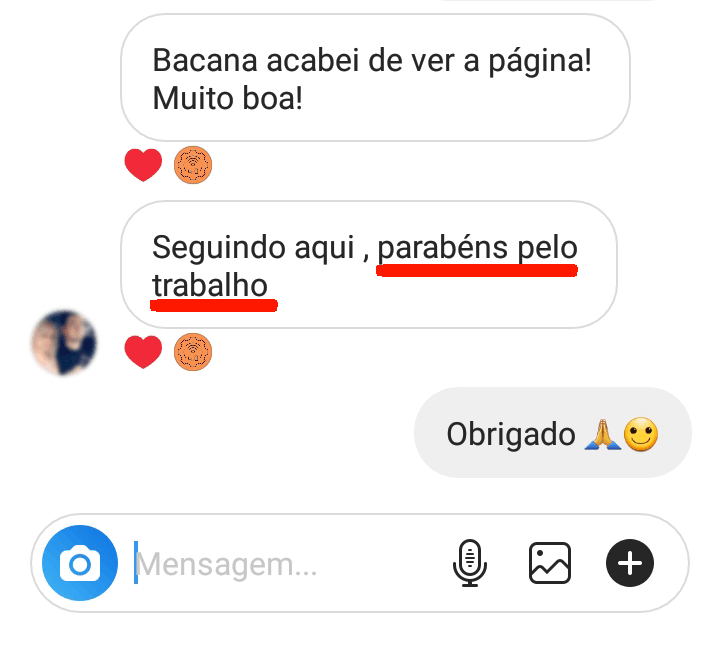 Bacana acabei de ver a página!
Muito boa!
Seguindo aqui , parabéns pelo
trabalho
Obrigado 🙏🙂
Mensagem...